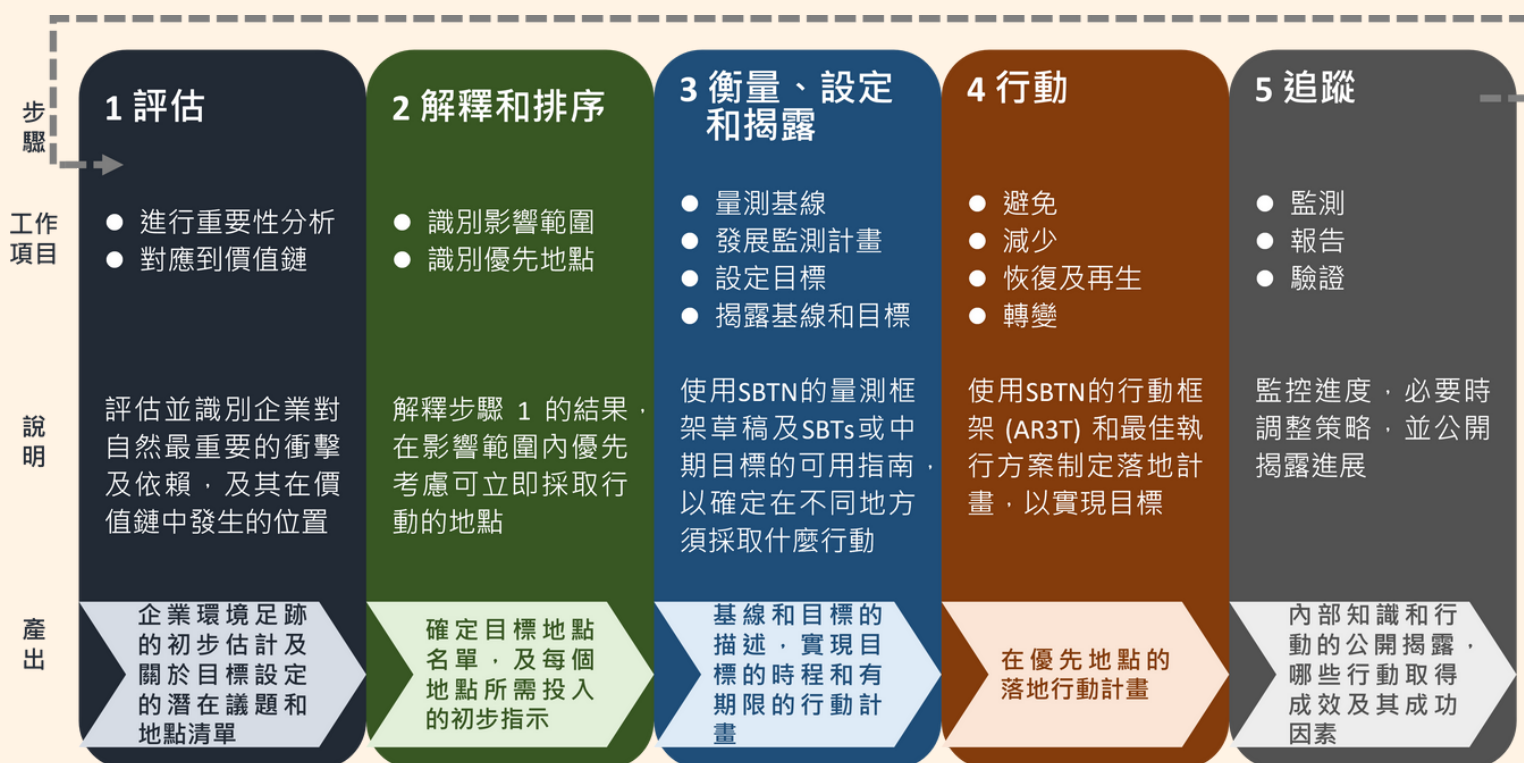 步
驟
1 評估
2 解釋和排序
3 衡量、設定
和揭露
4 行動
5 追蹤
工作
項目
● 進行重要性分析
● 對應到價值鏈
● 識別影響範圍
● 識別優先地點
● 量測基線
● 發展監測計畫
● 設定目標
● 揭露基線和目標
● 避免
● 減少
● 恢復及再生
● 轉變
● 監測
● 報告
● 驗證
說
明
評估並識別企業對
自然最重要的衝擊
及依賴，及其在價
值鏈中發生的位置
解釋步驟 1 的結果，
在影響範圍內優先
考慮可立即採取行
動的地點
使用SBTN的量測框
架草稿及SBTs或中
期目標的可用指南，
以確定在不同地方
須採取什麼行動
使用SBTN的行動框
架 (AR3T) 和最佳執
行方案制定落地計
畫，以實現目標
監控進度，必要時
調整策略，並公開
揭露進展
產
出
企業環境足跡
的初步估計及
關於目標設定
的潛在議題和
地點清單
確定目標地點
名單，及每個
地點所需投入
的初步指示
基線和目標的
描述，實現目
標的時程和有
期限的行動計
畫
在優先地點的
落地行動計畫
內部知識和行
動的公開揭露，
哪些行動取得
成效及其成功
因素